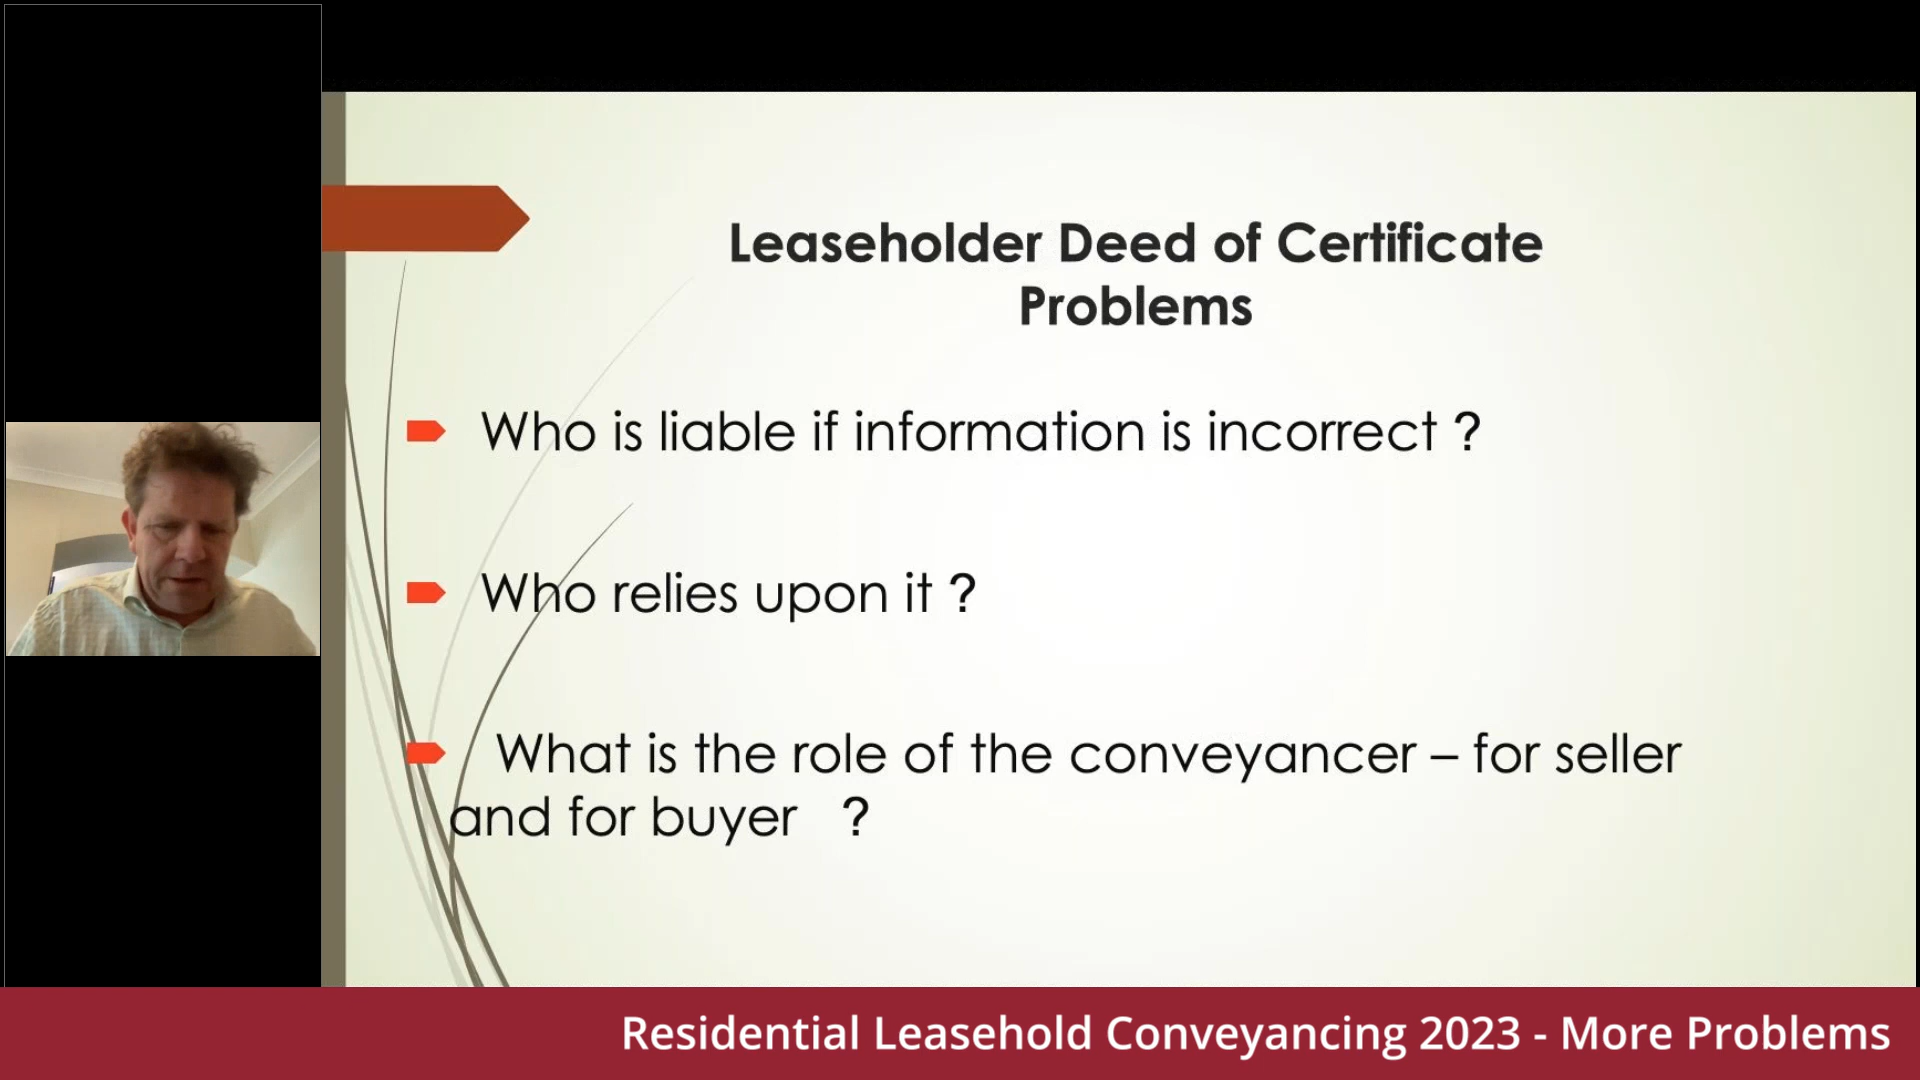 Leaseholder Deed of Certificate
Problems
Who is liable if information is incorrect ?
Who relies upon it ?
What is the role of the conveyancer – for seller
and for buyer ?
Residential Leasehold Conveyancing 2023 - More Problems